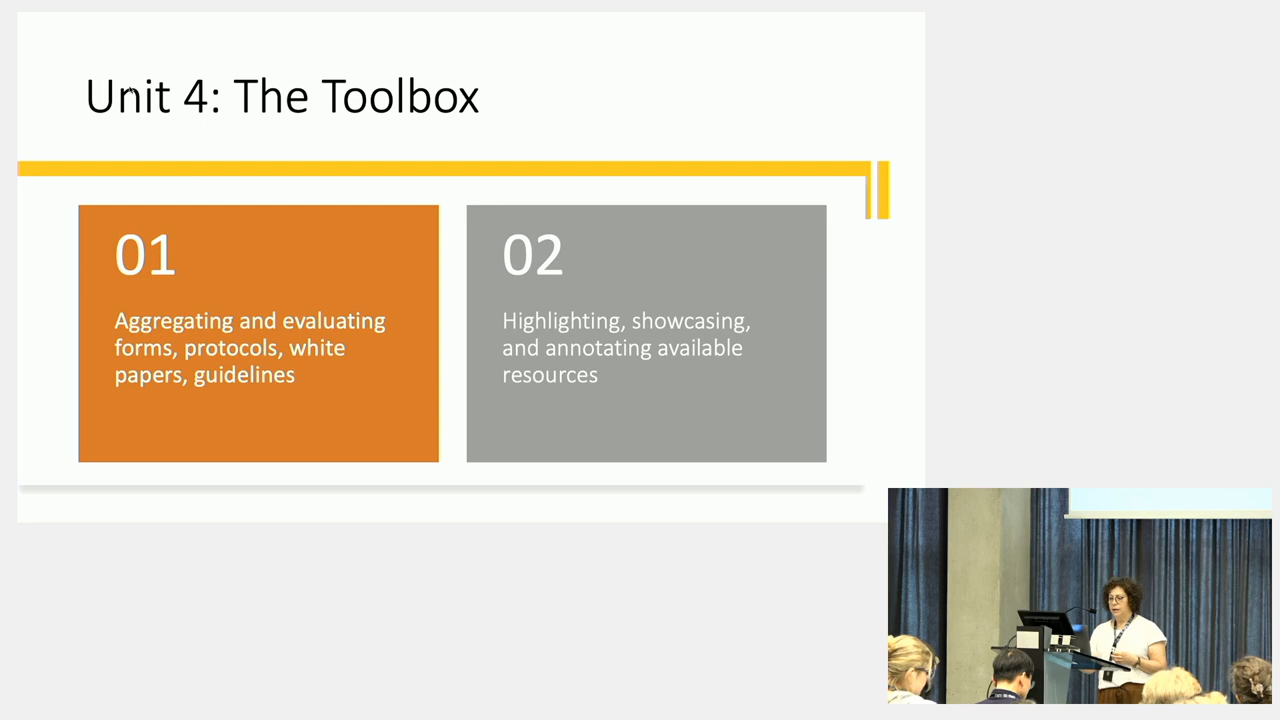 Unit 4: The Toolbox
01
Aggregating and evaluating
forms, protocols, white
papers, guidelines
02
Highlighting, showcasing,
and annotating available
resources